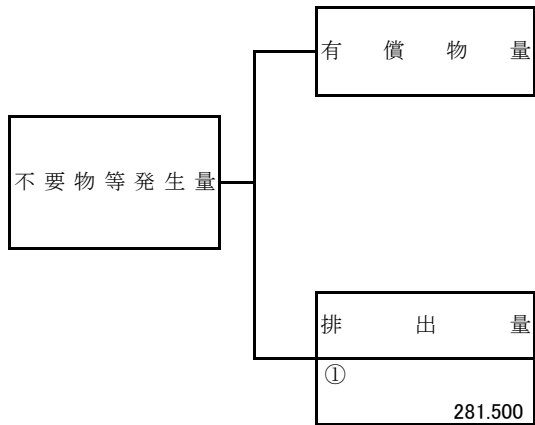 有償物量
不要物等発生量
排出量
①
281.500